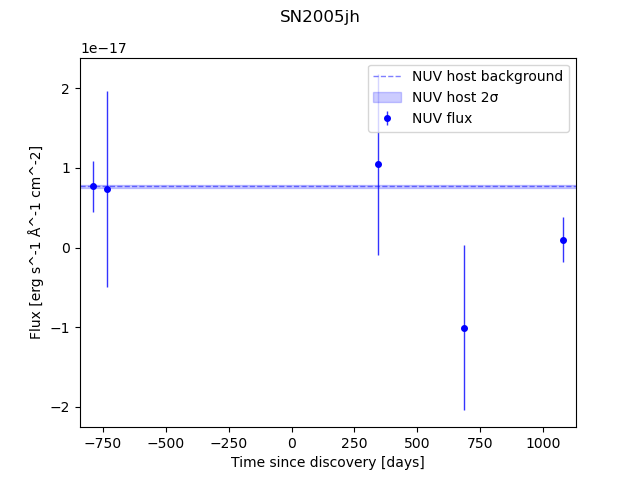 SN2005jh
1e−17
NUV host background
NUV host 2σ
NUV flux
Flux [erg s^-1 Å^-1 cm^-2]
2
1
0
−1
−2
−750
−500
−250
0
250
500
750
1000
Time since discovery [days]